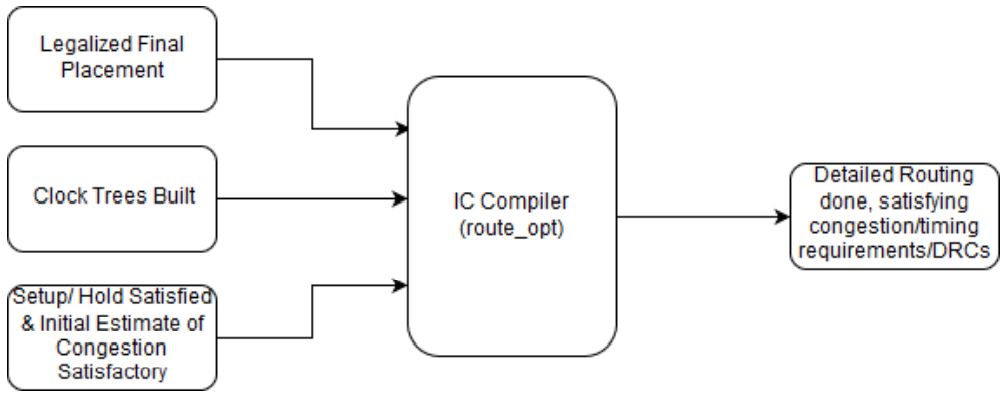 Legalized Final
Placement
Clock Trees Built
Setup/ Hold Satisfied
& Initial Estimate of
Congestion
Satisfactory
IC Compiler
(route_opt)
Detailed Routing
done, satisfying
congestion/timing
requirements/DRCs